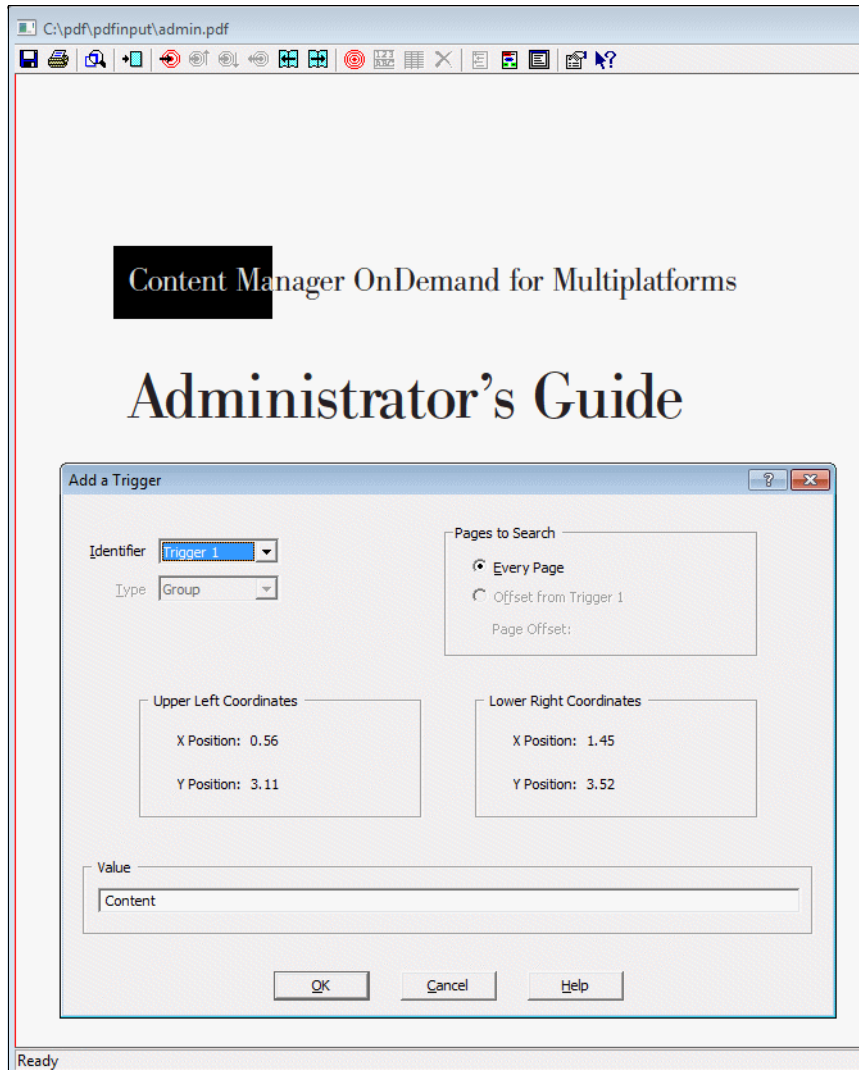 C:\pdf\pdfinput\admin.pdf
123
ABC
Content Manager OnDemand for Multiplatforms
Administrator’s Guide
Add a Trigger
Identifier Trigger 1
Type Group
Pages to Search
Every Page
Offset from Trigger 1
Page Offset:
Upper Left Coordinates
X Position: 0.56
Y Position: 3.11
Lower Right Coordinates
X Position: 1.45
Y Position: 3.52
Value
Content
OK Cancel Help
Ready